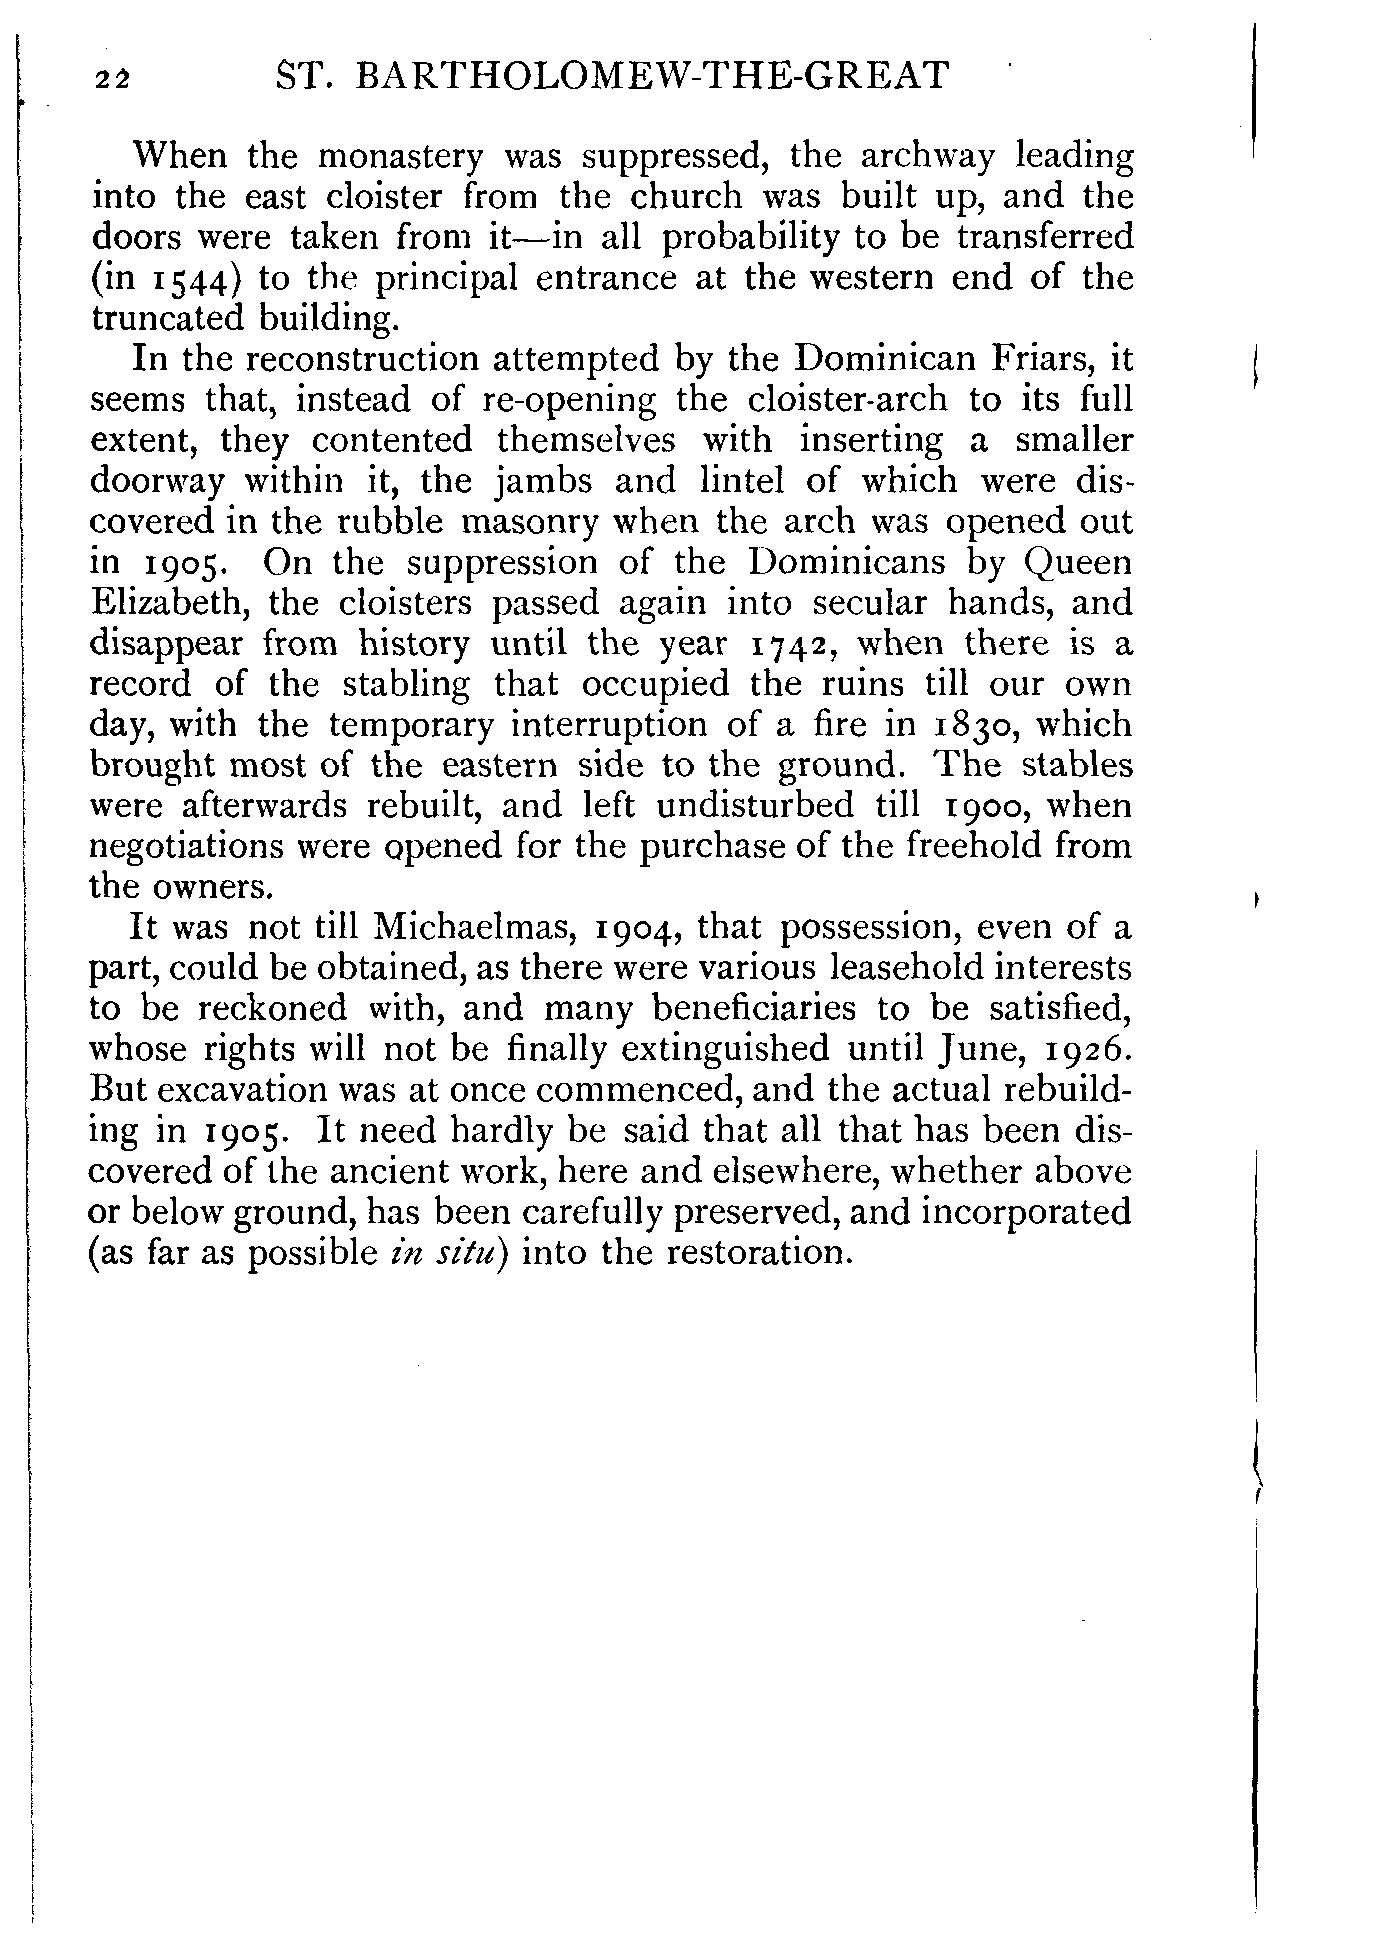 22 ST. BARTHOLOMEW-THE-GREAT
When the monastery was suppressed, the archway leading
into the east cloister from the church was built up, and the
doors were taken from it—in all probability to be transferred
(in 1544) to the principal entrance at the western end of the
truncated building.
In the reconstruction attempted by the Dominican Friars, it
seems that, instead of re-opening the cloister-arch to its full
extent, they contented themselves with inserting a smaller
doorway within it, the jambs and lintel of which were dis-
covered in the rubble masonry when the arch was opened out
in 1905. On the suppression of the Dominicans by Queen
Elizabeth, the cloisters passed again into secular hands, and
disappear from history until the year 1742, when there is a
record of the stabling that occupied the ruins till our own
day, with the temporary interruption of a fire in 1830, which
brought most of the eastern side to the ground. The stables
were afterwards rebuilt, and left undisturbed till 1900, when
negotiations were opened for the purchase of the freehold from
the owners.
It was not till Michaelmas, 1904, that possession, even of a
part, could be obtained, as there were various leasehold interests
to be reckoned with, and many beneficiaries to be satisfied,
whose rights will not be finally extinguished until June, 1926.
But excavation was at once commenced, and the actual rebuild-
ing in 1905. It need hardly be said that all that has been dis-
covered of the ancient work, here and elsewhere, whether above
or below ground, has been carefully preserved, and incorporated
(as far as possible in situ) into the restoration.